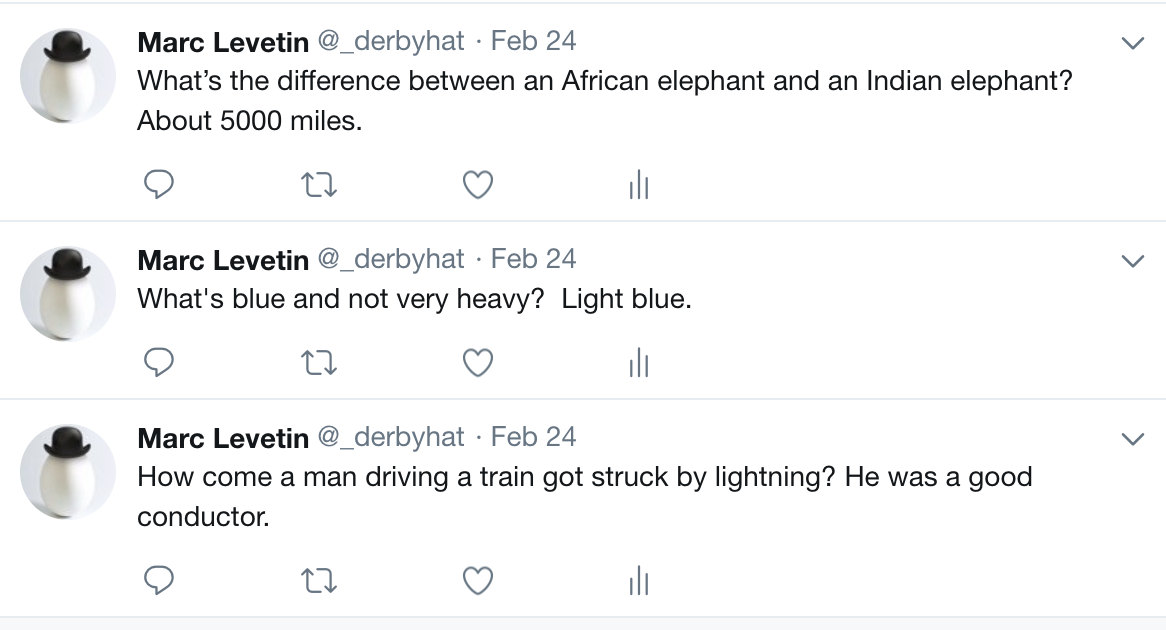 Marc Levetin @_derbyhat · Feb 24
What’s the difference between an African elephant and an Indian elephant?
About 5000 miles.
Marc Levetin @_derbyhat · Feb 24
What's blue and not very heavy?  Light blue.
Marc Levetin @_derbyhat · Feb 24
How come a man driving a train got struck by lightning? He was a good
conductor.